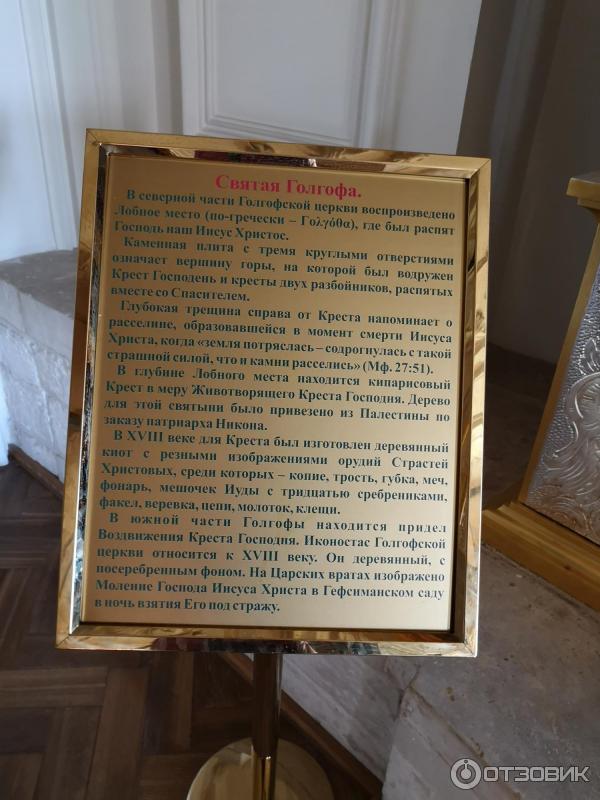 Святая Голгофа.
В северной части Голгофской церкви воспроизведено
Лобное место (по-гречески – Γολγόθα), где был распят
Господь наш Иисус Христос.
Каменная плита с тремя круглыми отверстиями
означает вершину горы, на которой был водружен
Крест Господень и кресты двух разбойников, распятых
вместе со Спасителем.
Глубокая трещина справа от Креста напоминает о
расселине, образовавшейся в момент смерти Иисуса
Христа, когда «земля потряслась – содрогнулась с такой
страшной силой, что и камни расселись» (Мф. 27:51).
В глубине Лобного места находится кипарисовый
Крест в меру Животворящего Креста Господня. Дерево
для этой святыни было привезено из Палестины по
заказу патриарха Никона.
В XVIII веке для Креста был изготовлен деревянный
киот с резными изображениями орудий Страстей
Христовых, среди которых – копие, трость, губка, меч,
фонарь, мешочек Иуды с тридцатью сребрениками,
факел, веревка, цепи, молоток, клещи.
В южной части Голгофы находится придел
Воздвижения Креста Господня. Иконостас Голгофской
церкви относится к XVIII веку. Он деревянный, с
посеребренным фоном. На Царских вратах изображено
Моление Господа Иисуса Христа в Гефсиманском саду
в ночь взятия Его под стражу.
ОТЗОВИК